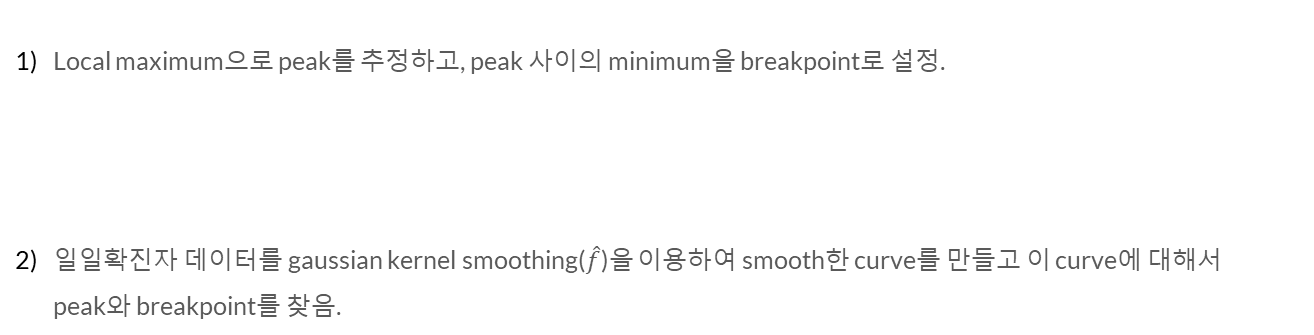 1) Local maximum으로 peak를 추정하고, peak 사이의 minimum을 breakpoint로 설정.
2) 일일확진자 데이터를 gaussian kernel smoothing(f̂)을 이용하여 smooth한 curve를 만들고 이 curve에 대해서
peak와 breakpoint를 찾음.